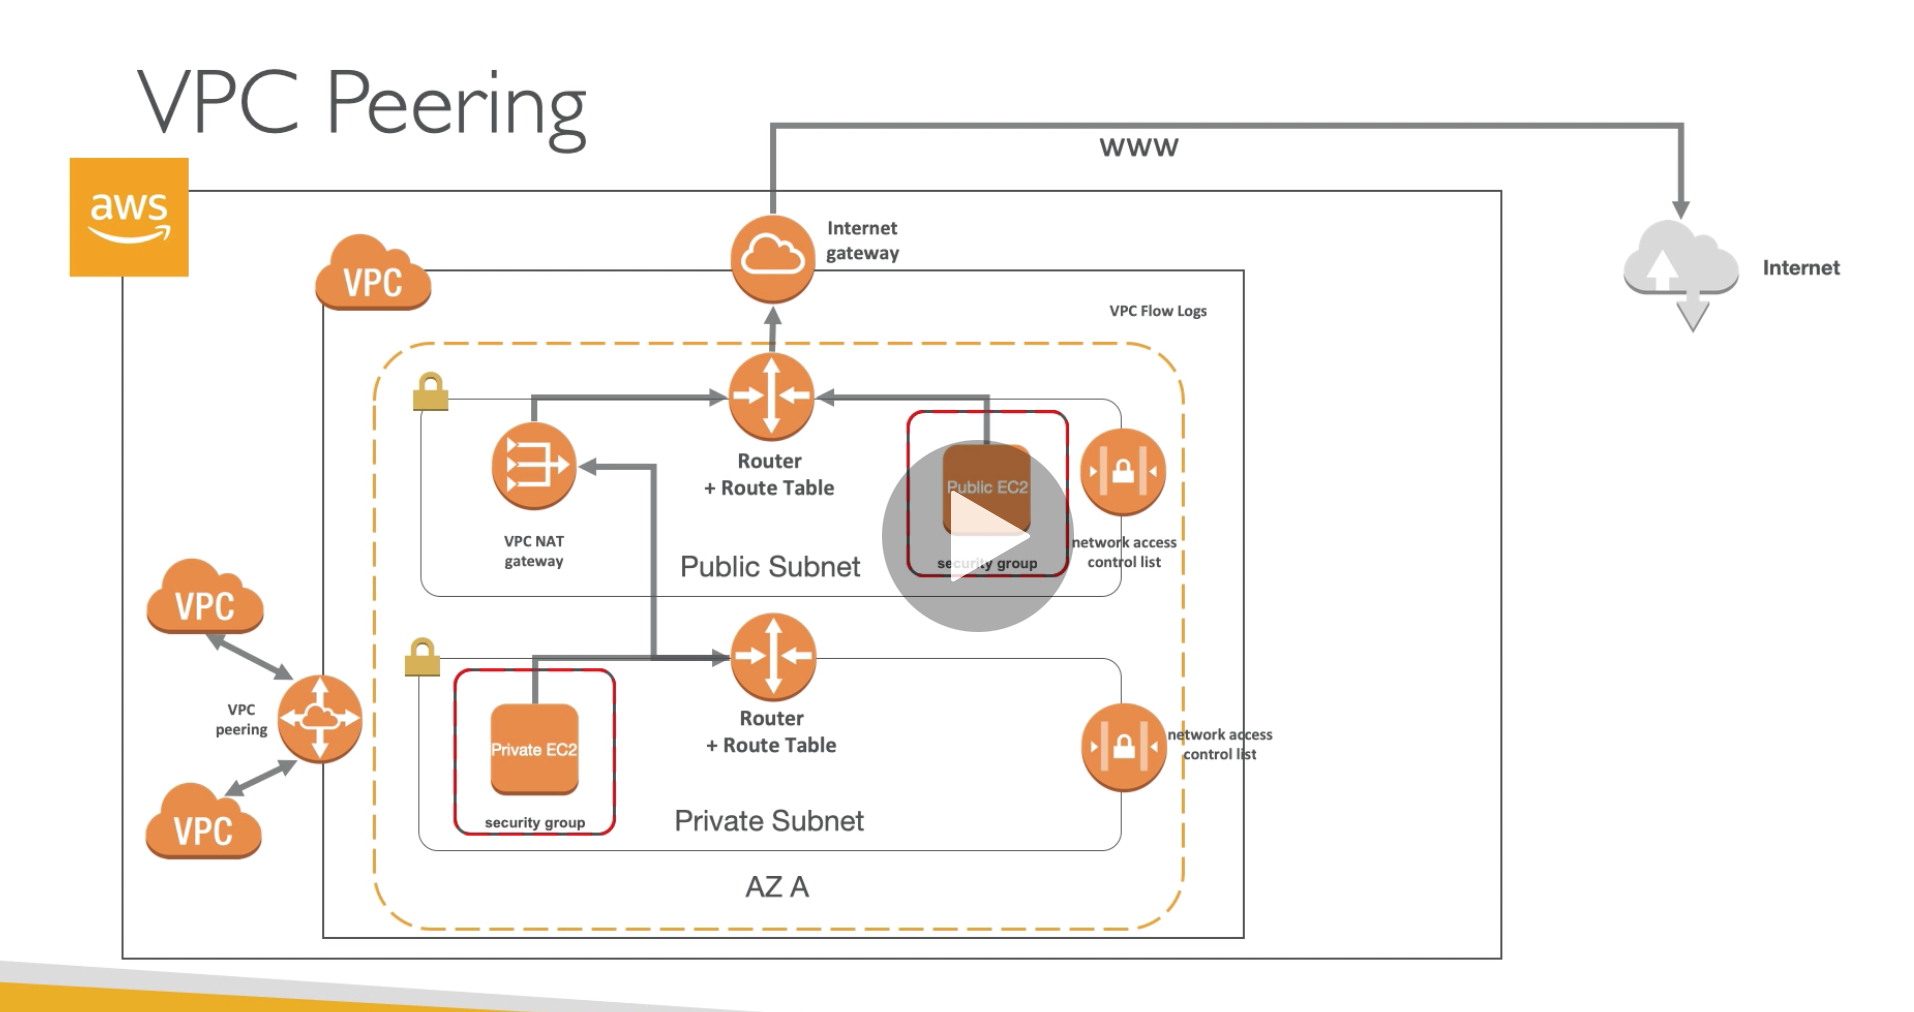 VPC Peering
www
aws
Internet
gateway
Internet
VPC
VPC Flow Logs
Router
+ Route Table
Public EC2
VPC NAT
gateway
Public Subnet
security group
network access
control list
VPC
VPC
peering
VPC
Private EC2
security group
Router
+ Route Table
Private Subnet
network access
control list
AZ A